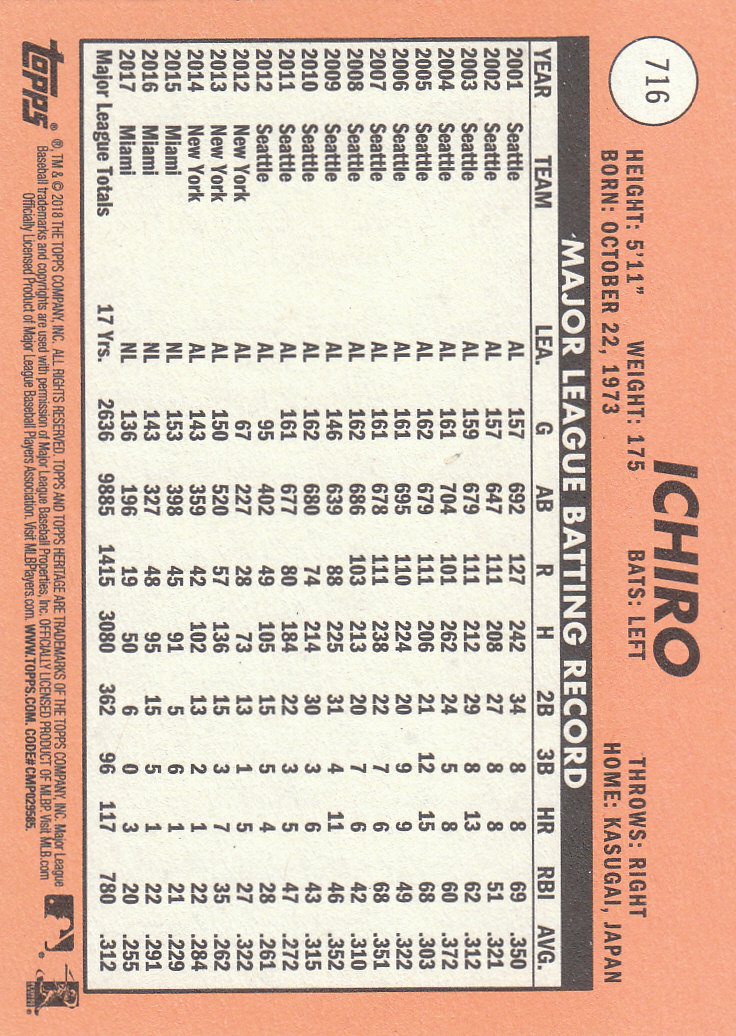 716
ICHIRO
HEIGHT: 5'11" WEIGHT: 175 BATS: LEFT THROWS: RIGHT
BORN: OCTOBER 22, 1973 HOME: KASUGAI, JAPAN
MAJOR LEAGUE BATTING RECORD
YEAR TEAM LEA. G AB R H 2B 3B HR RBI AVG.
2001 Seattle AL 157 692 127 242 34 8 8 69 .350
2002 Seattle AL 157 647 111 208 27 8 8 51 .321
2003 Seattle AL 159 679 111 212 29 8 13 62 .312
2004 Seattle AL 161 704 101 262 24 5 8 60 .372
2005 Seattle AL 162 679 111 206 21 12 15 68 .303
2006 Seattle AL 161 695 110 224 20 9 9 49 .322
2007 Seattle AL 161 678 111 238 22 7 6 68 .351
2008 Seattle AL 162 686 103 213 20 7 6 42 .310
2009 Seattle AL 146 639 88 225 31 4 11 46 .352
2010 Seattle AL 162 680 74 214 30 3 6 43 .315
2011 Seattle AL 161 677 80 184 22 3 5 47 .272
2012 Seattle AL 95 402 49 105 15 5 4 28 .261
2012 New York AL 67 227 28 73 13 1 5 27 .322
2013 New York AL 150 520 57 136 15 3 7 35 .262
2014 New York AL 143 359 42 102 13 2 1 22 .284
2015 Miami NL 153 398 45 91 5 6 1 21 .229
2016 Miami NL 143 327 48 95 15 5 1 22 .291
2017 Miami NL 136 196 19 50 6 0 3 20 .255
Major League Totals 17 Yrs. 2636 9885 1415 3080 362 96 117 780 .312
topps ®, TM & © 2018 THE TOPPS COMPANY, INC. ALL RIGHTS RESERVED. TOPPS AND TOPPS HERITAGE ARE TRADEMARKS OF THE TOPPS COMPANY, INC. Major League
Baseball trademarks and copyrights are used with permission of Major League Baseball Properties, Inc. OFFICIALLY LICENSED PRODUCT OF MLBP. Visit MLB.com
Officially Licensed Product of Major League Baseball Players Association. Visit MLBPlayers.com. WWW.TOPPS.COM. CODE# CMP029585.